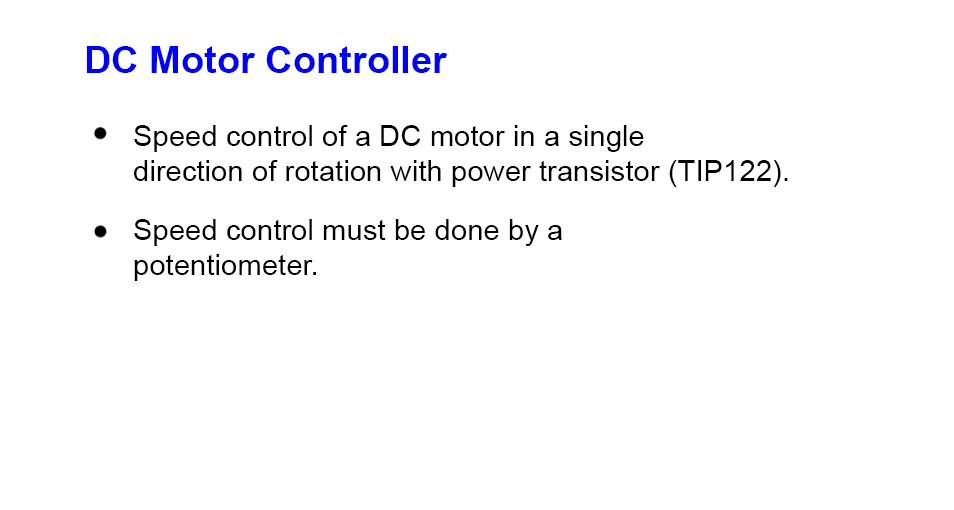 DC Motor Controller
● Speed control of a DC motor in a single
direction of rotation with power transistor (TIP122).
● Speed control must be done by a
potentiometer.